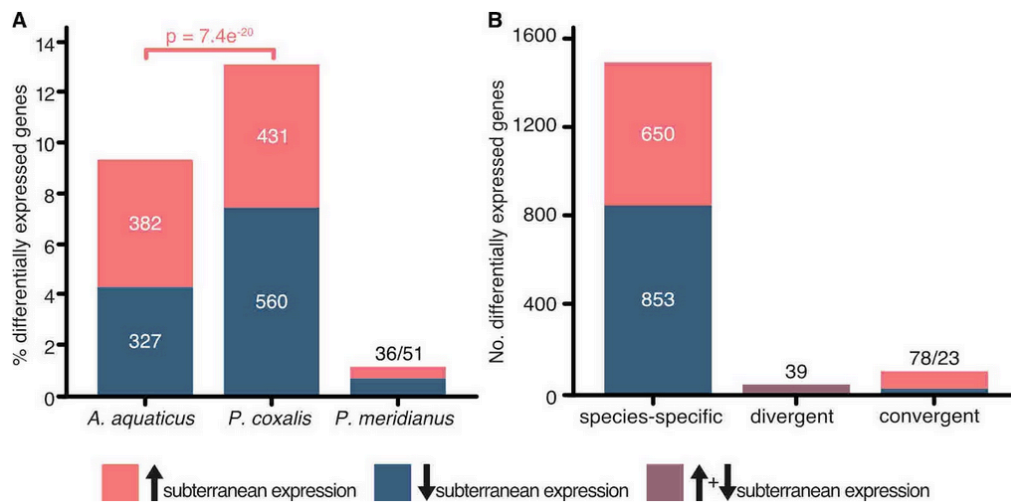 A
p = 7.4e-20
% differentially expressed genes
14
12
10
8
6
4
2
0
382
327
431
560
36/51
A. aquaticus P. coxalis P. meridianus
B
No. differentially expressed genes
1600
1200
800
400
0
650
853
39
78/23
species-specific divergent convergent
↑ subterranean expression ↓ subterranean expression ↑+↓ subterranean expression